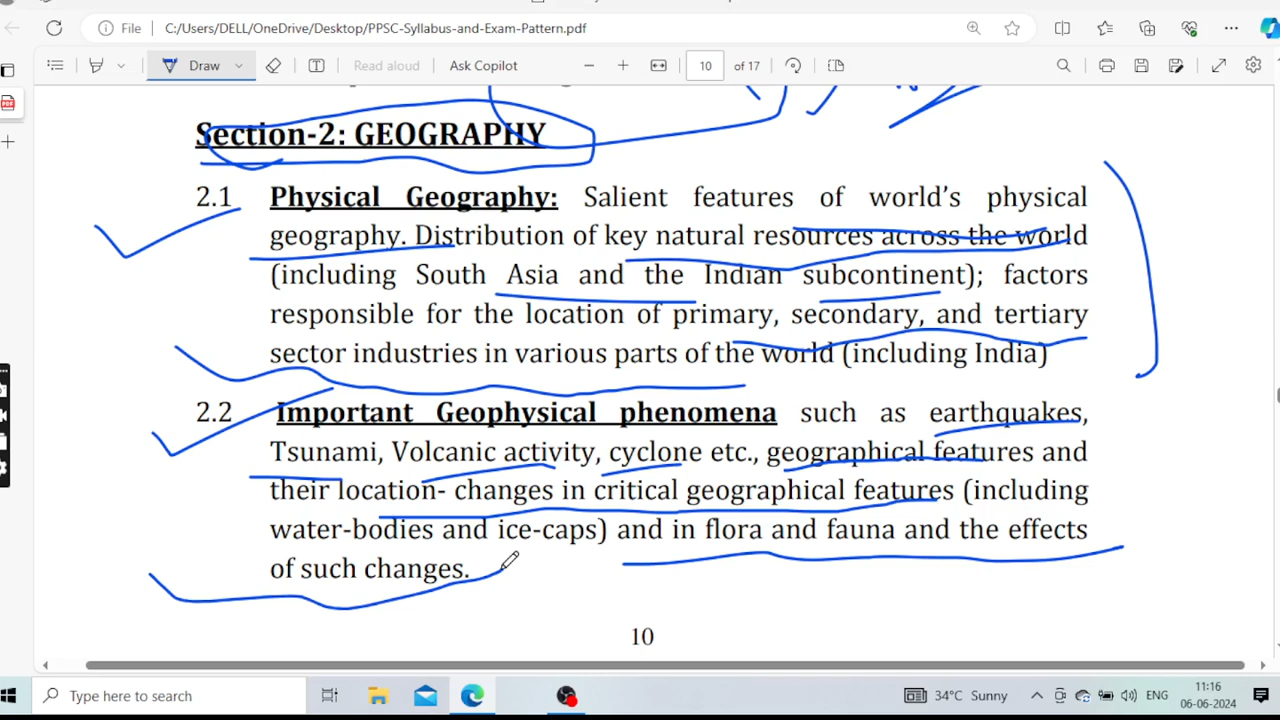 File C:/Users/DELL/OneDrive/Desktop/PPSC-Syllabus-and-Exam-Pattern.pdf
Draw Read aloud Ask Copilot 10 of 17
Section-2: GEOGRAPHY
2.1 Physical Geography: Salient features of world's physical
geography. Distribution of key natural resources across the world
(including South Asia and the Indian subcontinent); factors
responsible for the location of primary, secondary, and tertiary
sector industries in various parts of the world (including India)
2.2 Important Geophysical phenomena such as earthquakes,
Tsunami, Volcanic activity, cyclone etc., geographical features and
their location- changes in critical geographical features (including
water-bodies and ice-caps) and in flora and fauna and the effects
of such changes.
10
Type here to search 34°C Sunny ENG 11:16
06-06-2024